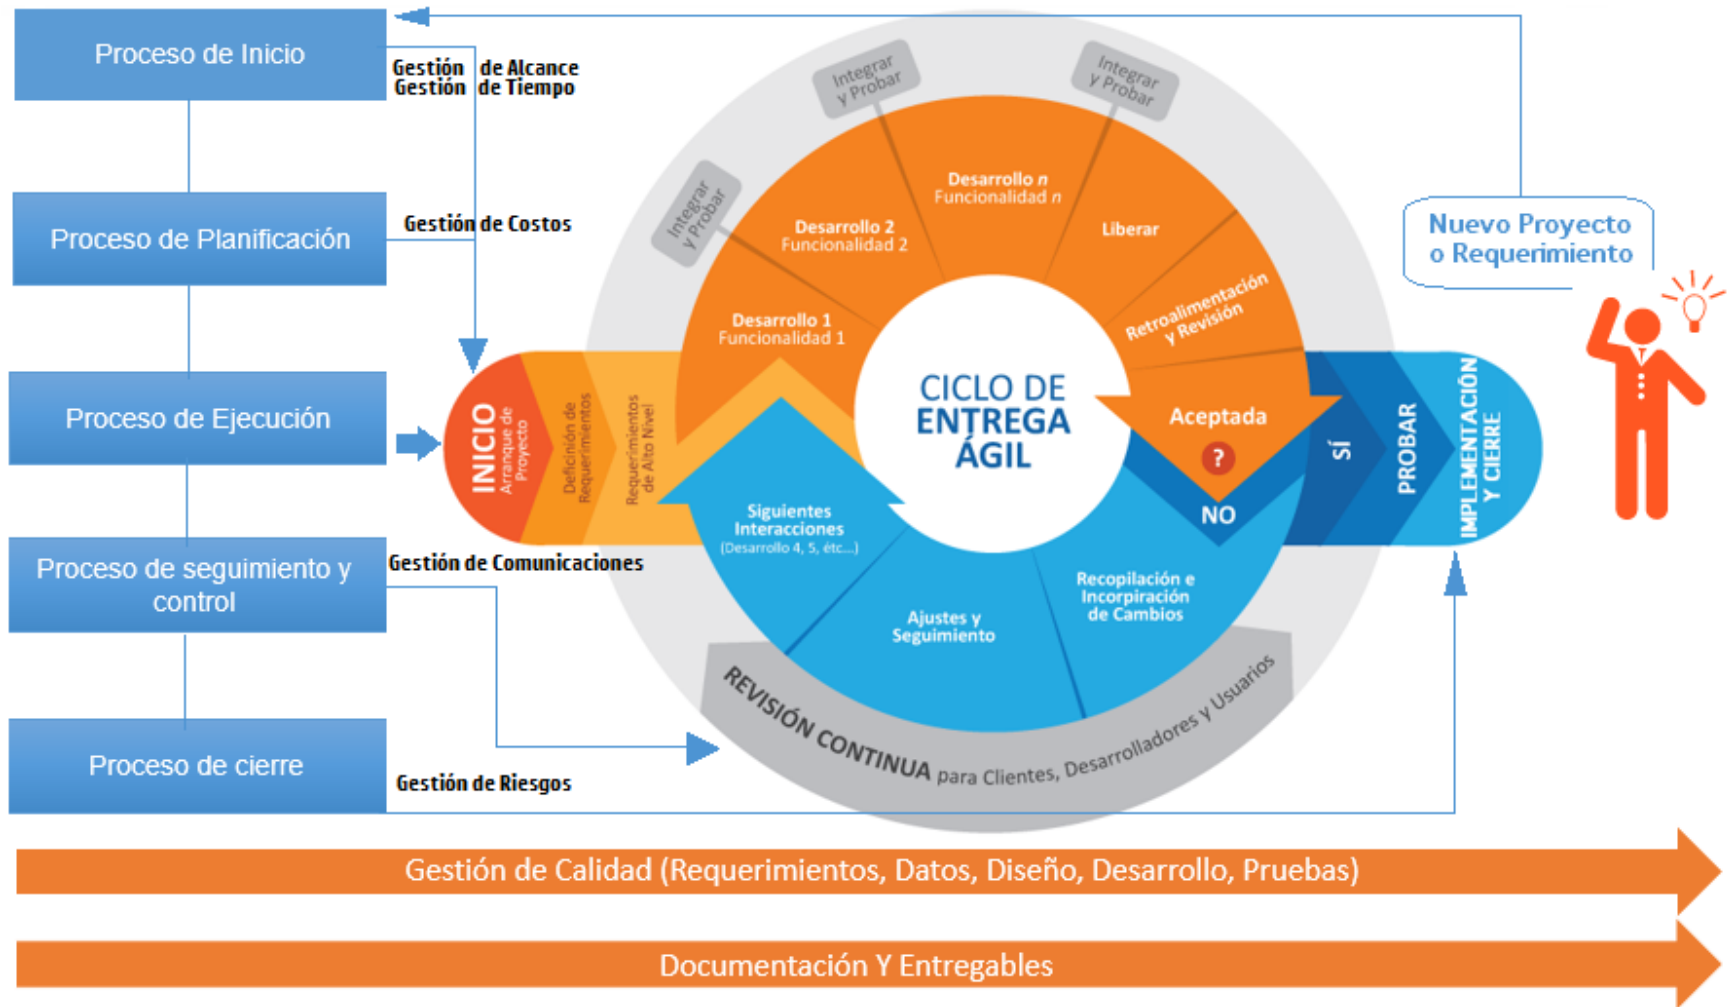 Proceso de Inicio
Gestión de Alcance
Gestión de Tiempo
Proceso de Planificación
Gestión de Costos
Proceso de Ejecución
Proceso de seguimiento y
control
Gestión de Comunicaciones
Proceso de cierre
Gestión de Riesgos
INICIO
Arranque de
Proyecto
Deficinión de
Requerimientos
Requerimientos
de Alto Nivel
Integrar
y Probar
Integrar
y Probar
Integrar
y Probar
Desarrollo 1
Funcionalidad 1
Desarrollo 2
Funcionalidad 2
Desarrollo n
Funcionalidad n
Liberar
Retroalimentación
y Revisión
Aceptada
?
NO
SÍ
PROBAR
IMPLEMENTACIÓN
Y CIERRE
CICLO DE
ENTREGA
ÁGIL
Recopilación e
Incorpiración
de Cambios
Ajustes y
Seguimiento
Siguientes
Interacciones
(Desarrollo 4, 5, étc...)
REVISIÓN CONTINUA para Clientes, Desarrolladores y Usuarios
Nuevo Proyecto
o Requerimiento
Gestión de Calidad (Requerimientos, Datos, Diseño, Desarrollo, Pruebas)
Documentación Y Entregables